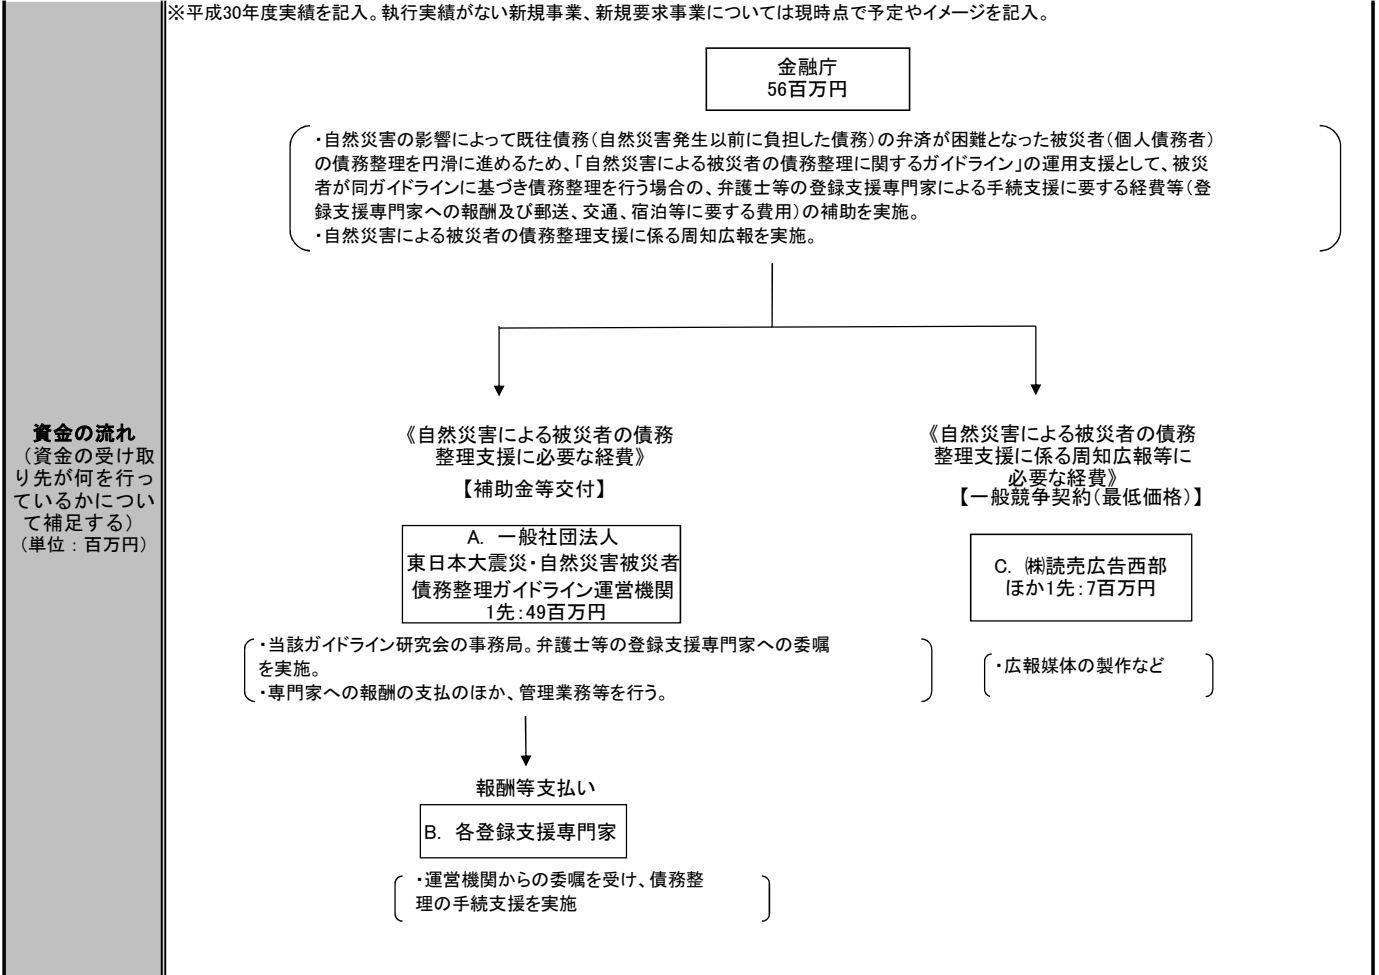 ※平成30年度実績を記入。執行実績がない新規事業、新規要求事業については現時点で予定やイメージを記入。
金融庁
56百万円
・自然災害の影響によって既往債務（自然災害発生以前に負担した債務）の弁済が困難となった被災者（個人債務者）
の債務整理を円滑に進めるため、「自然災害による被災者の債務整理に関するガイドライン」の運用支援として、被災
者が同ガイドラインに基づき債務整理を行う場合の、弁護士等の登録支援専門家による手続支援に要する経費等（登
録支援専門家への報酬及び郵送、交通、宿泊等に要する費用）の補助を実施。
・自然災害による被災者の債務整理支援に係る周知広報を実施。
資金の流れ
（資金の受け取
り先が何を行っ
ているかについ
て補足する）
（単位：百万円）
《自然災害による被災者の債務
整理支援に必要な経費》
【補助金等交付】
A. 一般社団法人
東日本大震災・自然災害被災者
債務整理ガイドライン運営機関
1先：49百万円
・当該ガイドライン研究会の事務局。弁護士等の登録支援専門家への委嘱
を実施。
・専門家への報酬の支払のほか、管理業務等を行う。
報酬等支払い
B. 各登録支援専門家
・運営機関からの委嘱を受け、債務整
理の手続支援を実施
《自然災害による被災者の債務
整理支援に係る周知広報等に
必要な経費》
【一般競争契約（最低価格）】
C. ㈱読売広告西部
ほか1先：7百万円
・広報媒体の製作など